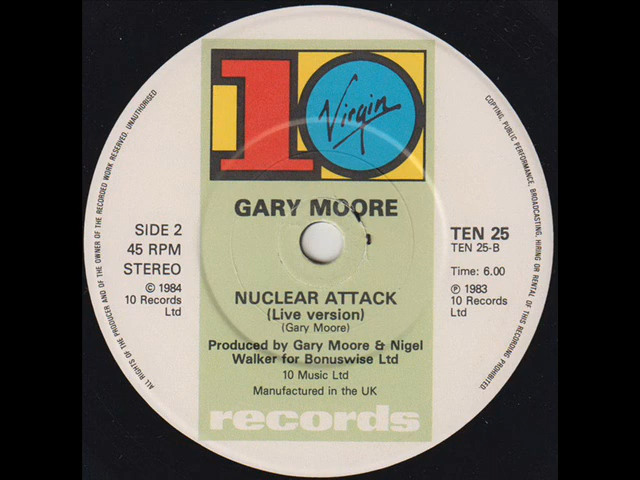 10
Virgin
GARY MOORE
SIDE 2
45 RPM
STEREO
© 1984
10 Records
Ltd
TEN 25
TEN 25-B
Time: 6.00
℗ 1983
10 Records
Ltd
NUCLEAR ATTACK
(Live version)
(Gary Moore)
Produced by Gary Moore & Nigel
Walker for Bonuswise Ltd
10 Music Ltd
Manufactured in the UK
records
ALL RIGHTS OF THE PRODUCER AND OF THE OWNER OF THE RECORDED WORK RESERVED. UNAUTHORISED
COPYING, PUBLIC PERFORMANCE, BROADCASTING, HIRING OR RENTAL OF THIS RECORDING PROHIBITED.